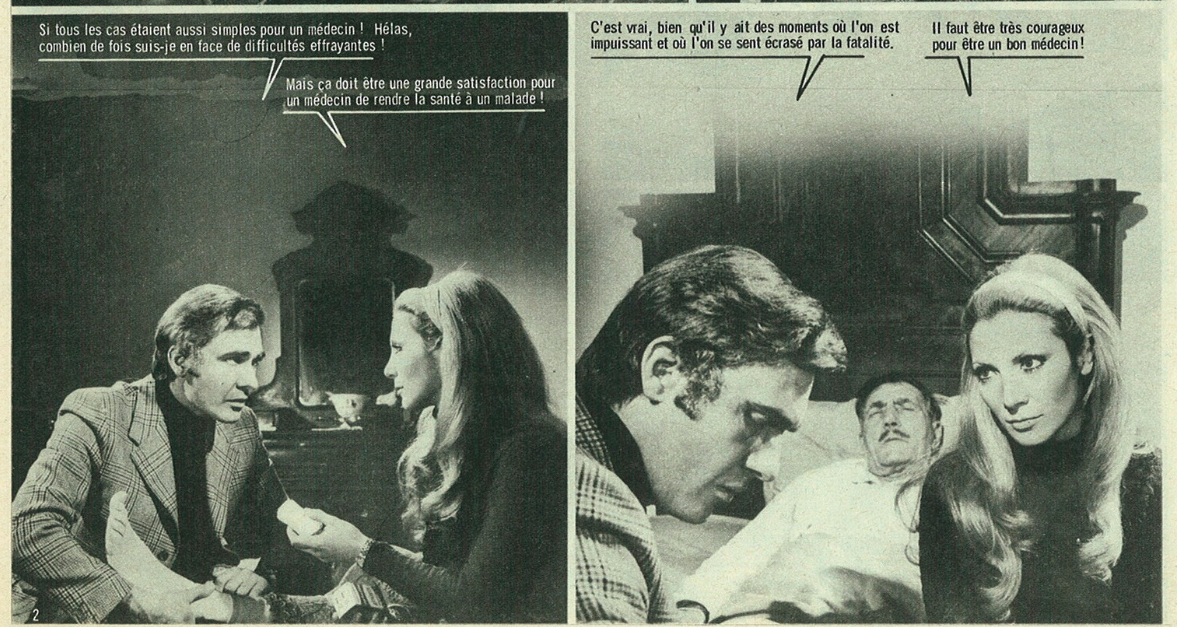 Si tous les cas étaient aussi simples pour un médecin ! Hélas,
combien de fois suis-je en face de difficultés effrayantes !
Mais ça doit être une grande satisfaction pour
un médecin de rendre la santé à un malade !
C'est vrai, bien qu'il y ait des moments où l'on est
impuissant et où l'on se sent écrasé par la fatalité.
Il faut être très courageux
pour être un bon médecin !
2